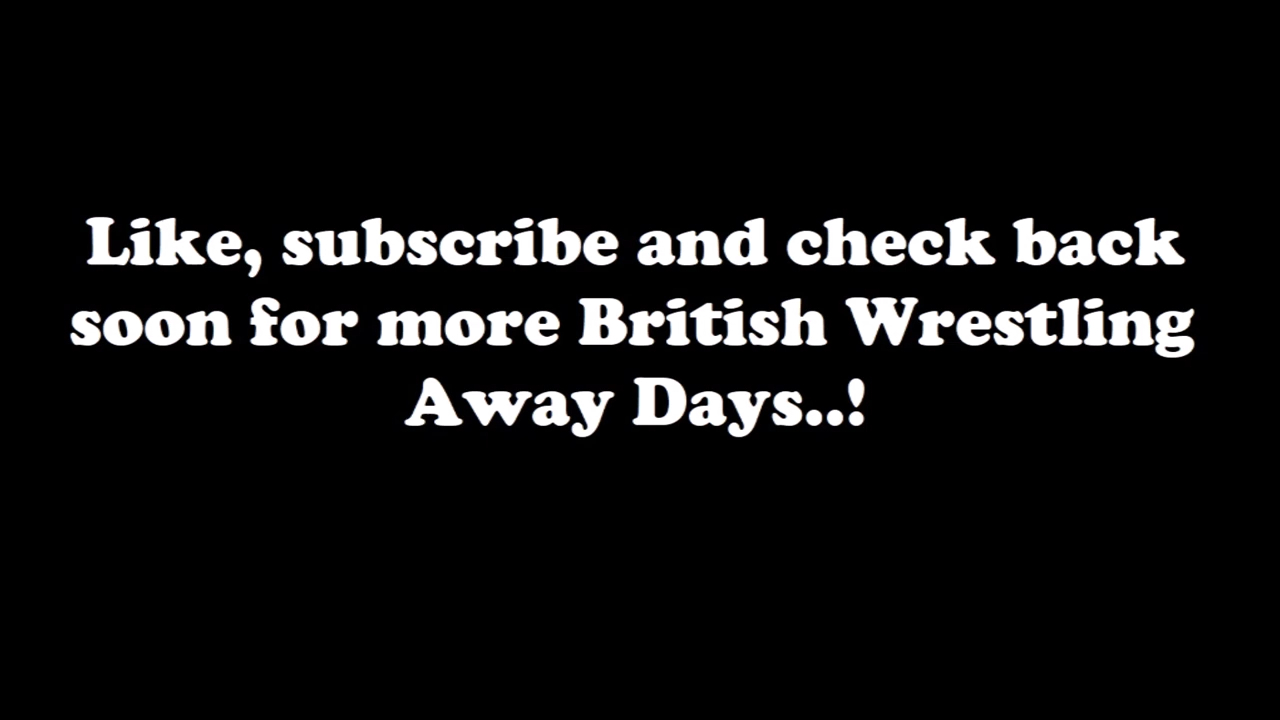 Like, subscribe and check back
soon for more British Wrestling
Away Days..!